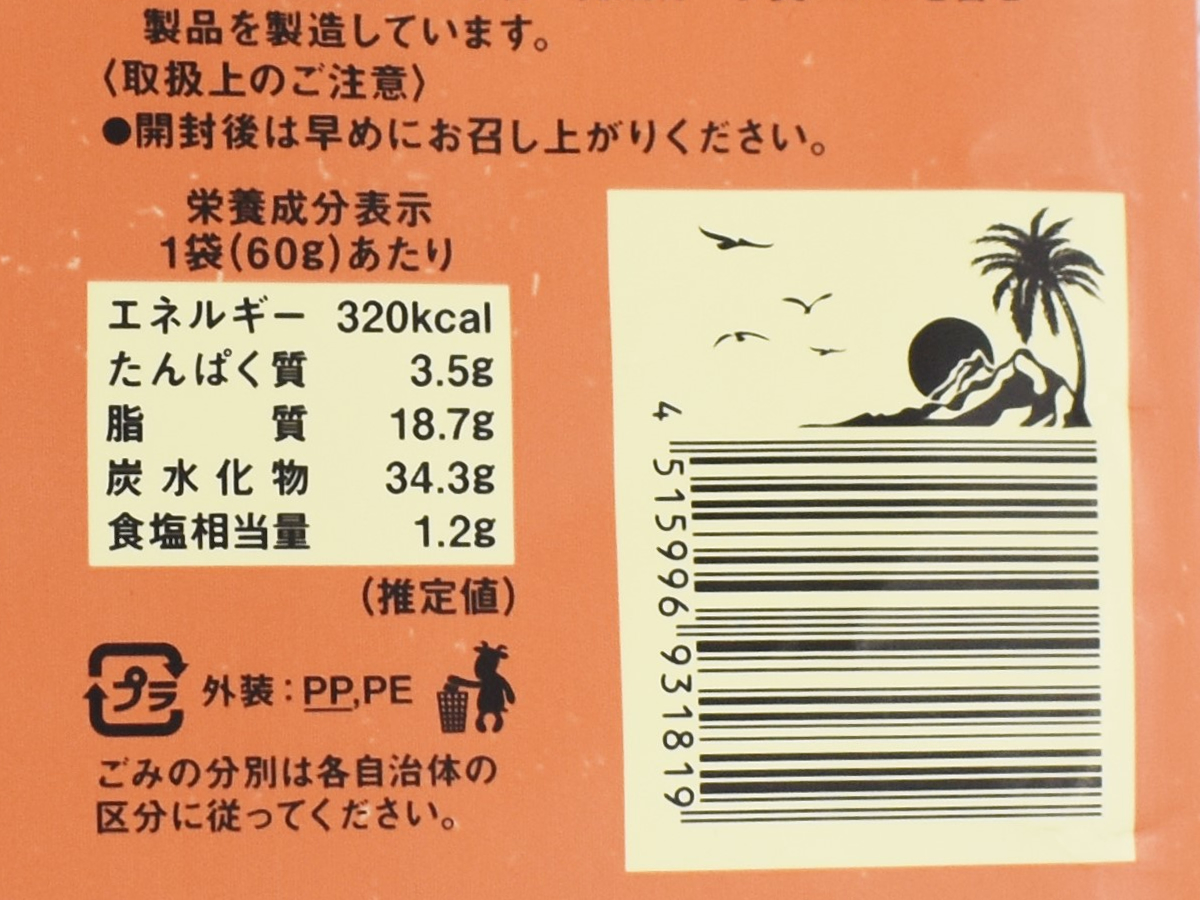 製品を製造しています。
〈取扱上のご注意〉
●開封後は早めにお召し上がりください。
栄養成分表示
1袋(60g)あたり
エネルギー 320kcal
たんぱく質 3.5g
脂質 18.7g
炭水化物 34.3g
食塩相当量 1.2g
(推定値)
プラ 外装:PP,PE
ごみの分別は各自治体の
区分に従ってください。
4 515996 931819